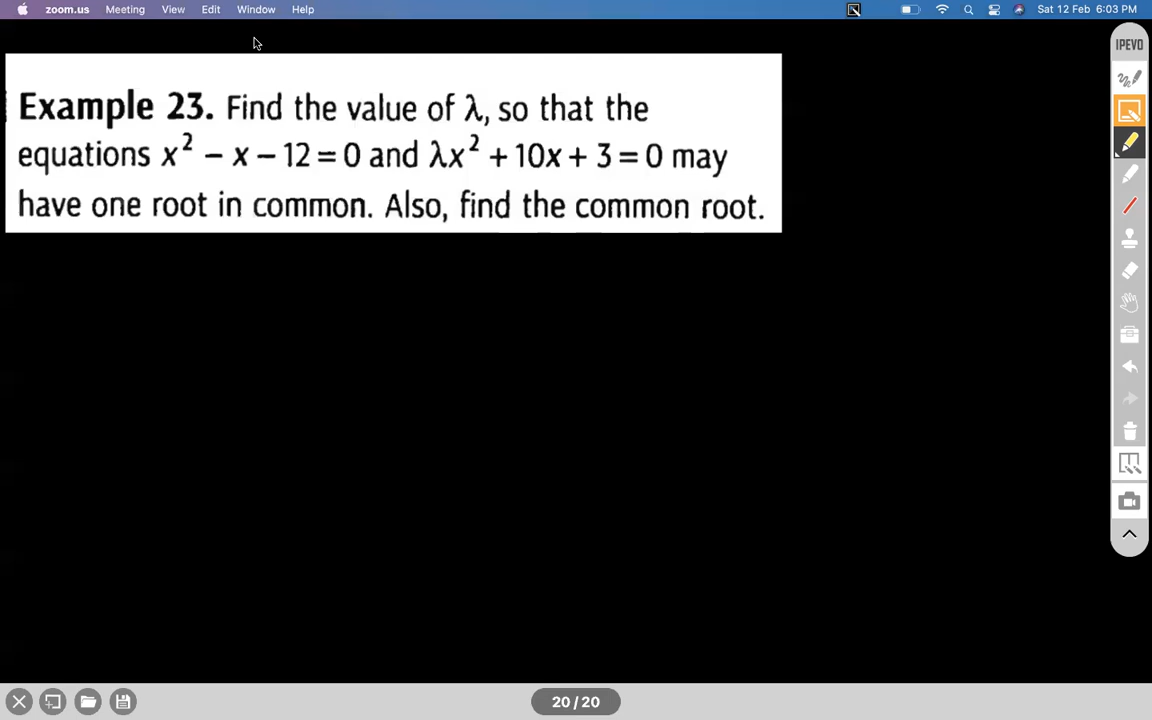 zoom.us Meeting View Edit Window Help Sat 12 Feb 6:03 PM
IPEVO
Example 23. Find the value of λ, so that the
equations x² − x − 12 = 0 and λx² + 10x + 3 = 0 may
have one root in common. Also, find the common root.
20 / 20